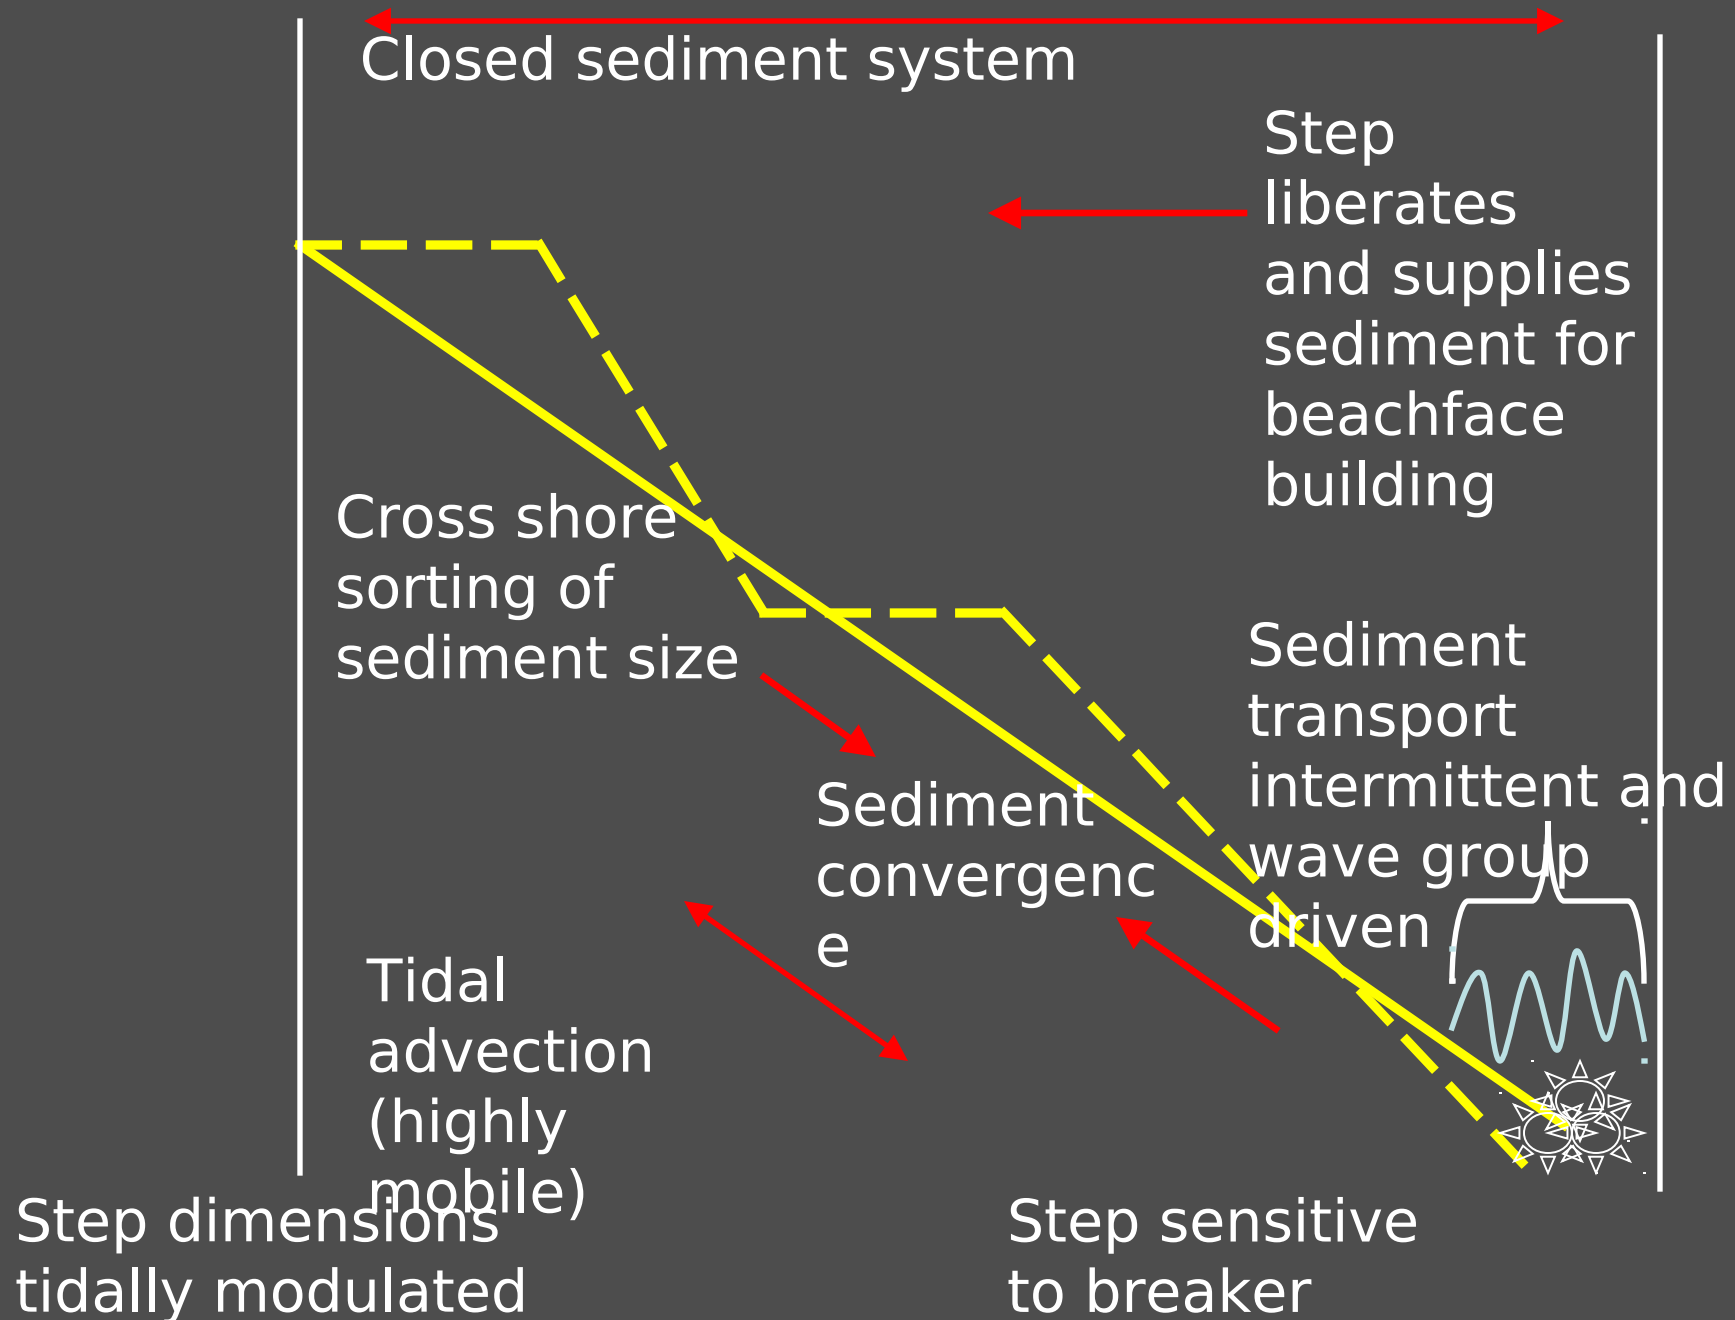 Closed sediment system
Step
liberates
and supplies
sediment for
beachface
building
Cross shore
sorting of
sediment size
Sediment
transport
intermittent and
wave group
driven
Sediment
convergenc
e
Tidal
advection
(highly
mobile)
Step dimensions
tidally modulated
Step sensitive
to breaker